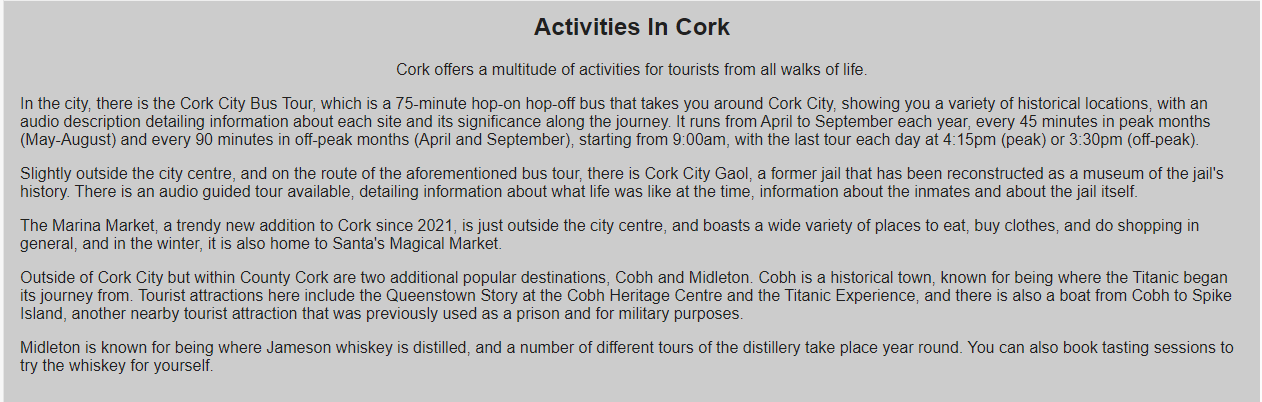 Activities In Cork
Cork offers a multitude of activities for tourists from all walks of life.
In the city, there is the Cork City Bus Tour, which is a 75-minute hop-on hop-off bus that takes you around Cork City, showing you a variety of historical locations, with an
audio description detailing information about each site and its significance along the journey. It runs from April to September each year, every 45 minutes in peak months
(May-August) and every 90 minutes in off-peak months (April and September), starting from 9:00am, with the last tour each day at 4:15pm (peak) or 3:30pm (off-peak).
Slightly outside the city centre, and on the route of the aforementioned bus tour, there is Cork City Gaol, a former jail that has been reconstructed as a museum of the jail's
history. There is an audio guided tour available, detailing information about what life was like at the time, information about the inmates and about the jail itself.
The Marina Market, a trendy new addition to Cork since 2021, is just outside the city centre, and boasts a wide variety of places to eat, buy clothes, and do shopping in
general, and in the winter, it is also home to Santa's Magical Market.
Outside of Cork City but within County Cork are two additional popular destinations, Cobh and Midleton. Cobh is a historical town, known for being where the Titanic began
its journey from. Tourist attractions here include the Queenstown Story at the Cobh Heritage Centre and the Titanic Experience, and there is also a boat from Cobh to Spike
Island, another nearby tourist attraction that was previously used as a prison and for military purposes.
Midleton is known for being where Jameson whiskey is distilled, and a number of different tours of the distillery take place year round. You can also book tasting sessions to
try the whiskey for yourself.